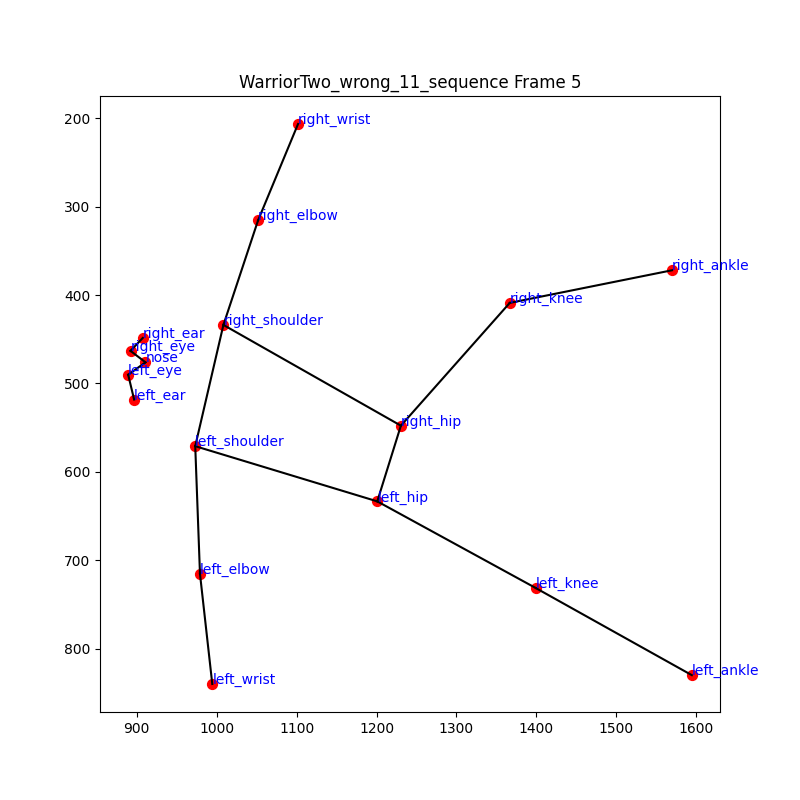 WarriorTwo_wrong_11_sequence Frame 5
200
300
400
500
600
700
800
900
1000
1100
1200
1300
1400
1500
1600
right_wrist
right_elbow
right_ankle
right_knee
right_shoulder
right_ear
right_eye
nose
left_eye
left_ear
right_hip
left_shoulder
left_hip
left_elbow
left_knee
left_ankle
left_wrist